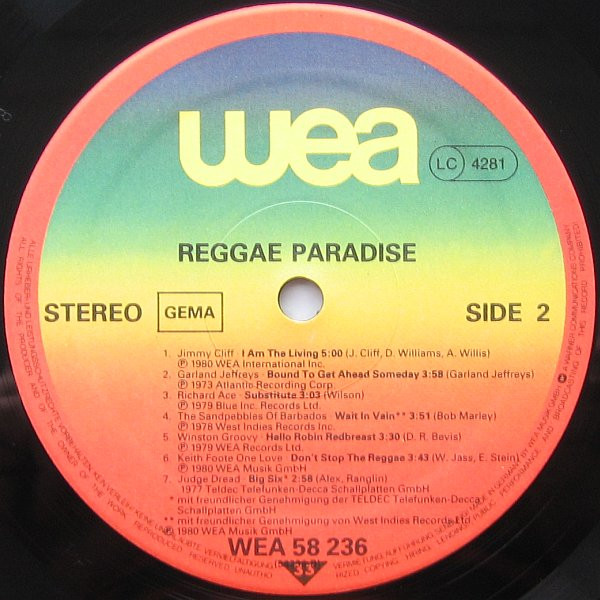 wea
LC 4281
REGGAE PARADISE
STEREO GEMA SIDE 2
1. Jimmy Cliff · I Am The Living 5:00 (J. Cliff, D. Williams, A. Willis)
℗ 1980 WEA International Inc.
2. Garland Jeffreys · Bound To Get Ahead Someday 3:58 (Garland Jeffreys)
℗ 1973 Atlantic Recording Corp.
3. Richard Ace · Substitute 3:03 (Wilson)
℗ 1979 Blue Inc. Records Ltd.
4. The Sandpebbles Of Barbados · Wait In Vain** 3:51 (Bob Marley)
℗ 1978 West Indies Records Inc.
5. Winston Groovy · Hello Robin Redbreast 3:30 (D. R. Bevis)
℗ 1979 WEA Records Ltd.
6. Keith Foote One Love · Don't Stop The Reggae 3:43 (W. Jass, E. Stein)
℗ 1980 WEA Musik GmbH
7. Judge Dread · Big Six* 2:58 (Alex, Ranglin)
1977 Teldec Telefunken-Decca Schallplatten GmbH
* mit freundlicher Genehmigung der TELDEC Telefunken-Decca
Schallplatten GmbH
** mit freundlicher Genehmigung von West Indies Records Ltd.
℗ 1980 WEA Musik GmbH
WEA 58 236
33